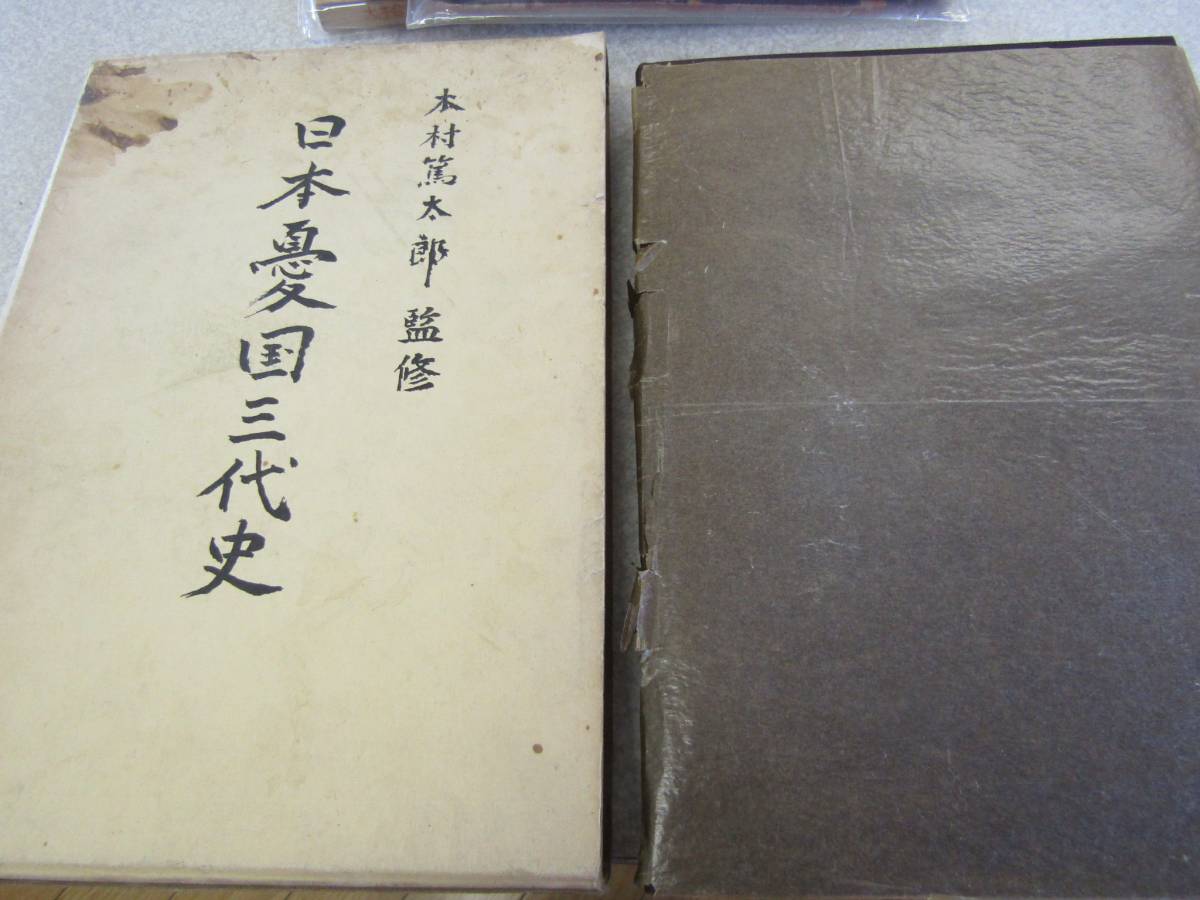 木村篤太郎 監修
日本憂国三代史